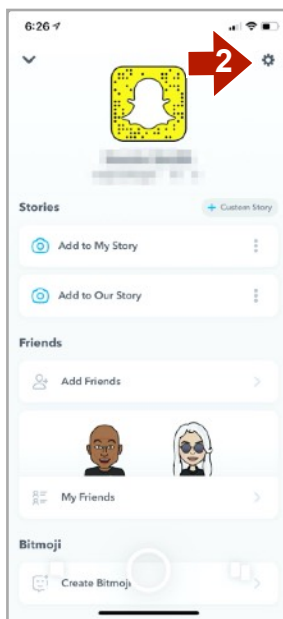 6:26
2
Stories
+ Custom Story
Add to My Story
Add to Our Story
Friends
Add Friends
My Friends
Bitmoji
Create Bitmoji